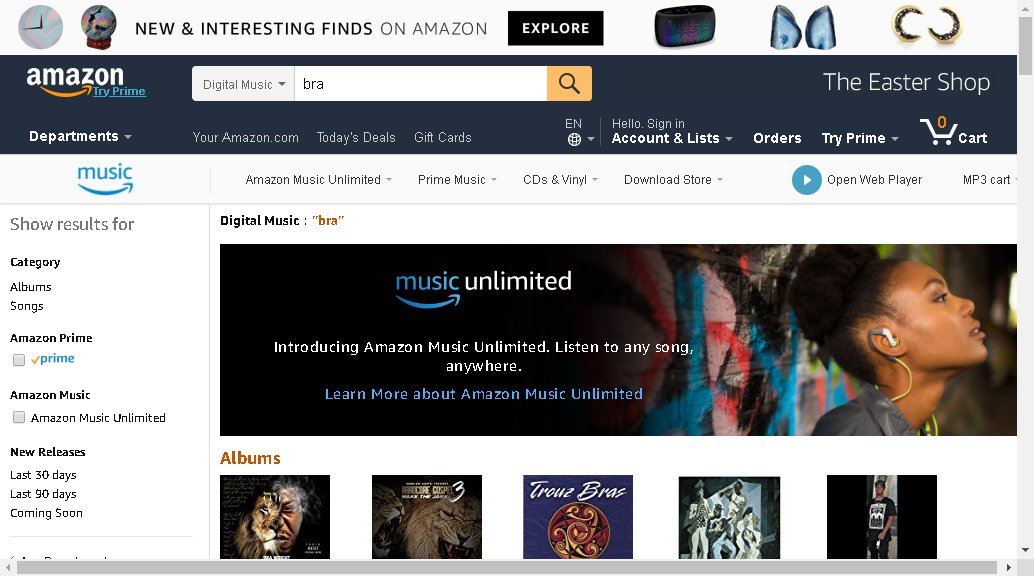 NEW & INTERESTING FINDS ON AMAZON EXPLORE
amazon
Try Prime
Digital Music
bra
The Easter Shop
Departments
Your Amazon.com
Today's Deals
Gift Cards
EN
Hello. Sign in
Account & Lists
Orders
Try Prime
0
Cart
music
Amazon Music Unlimited
Prime Music
CDs & Vinyl
Download Store
Open Web Player
MP3 cart
Show results for
Category
Albums
Songs
Amazon Prime
prime
Amazon Music
Amazon Music Unlimited
New Releases
Last 30 days
Last 90 days
Coming Soon
Digital Music : "bra"
music unlimited
Introducing Amazon Music Unlimited. Listen to any song,
anywhere.
Learn More about Amazon Music Unlimited
Albums
HARDCORE GOSPEL 3
WAKE THE
Trouz Bras